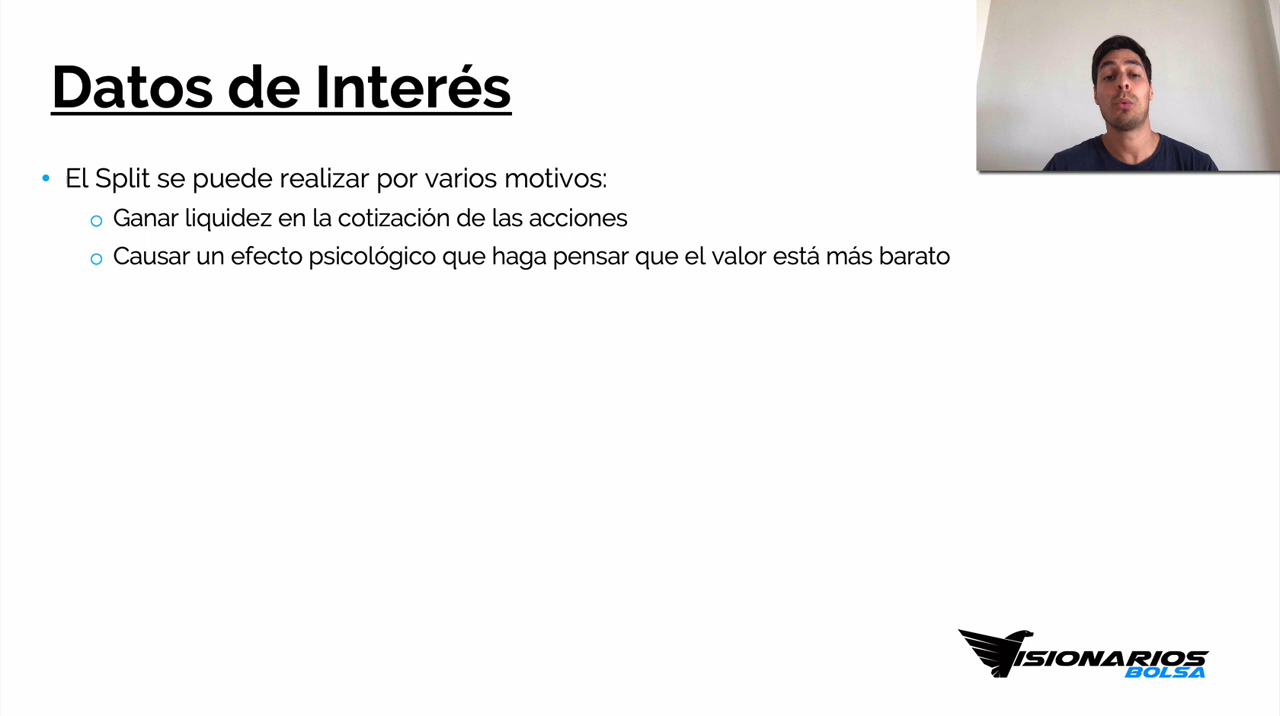 Datos de Interés
El Split se puede realizar por varios motivos:
Ganar liquidez en la cotización de las acciones
Causar un efecto psicológico que haga pensar que el valor está más barato
VISIONARIOS
BOLSA